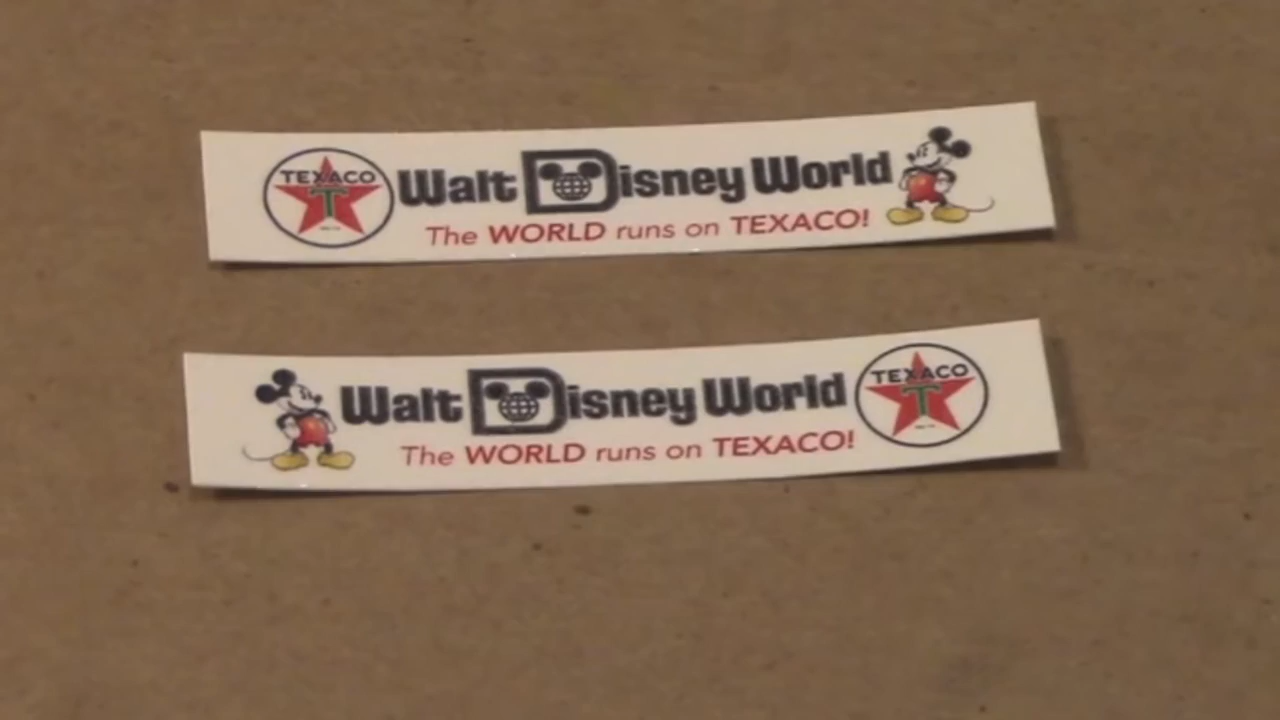 TEXACO
T
Walt Disney World
The WORLD runs on TEXACO!
Walt Disney World
The WORLD runs on TEXACO!
TEXACO
T